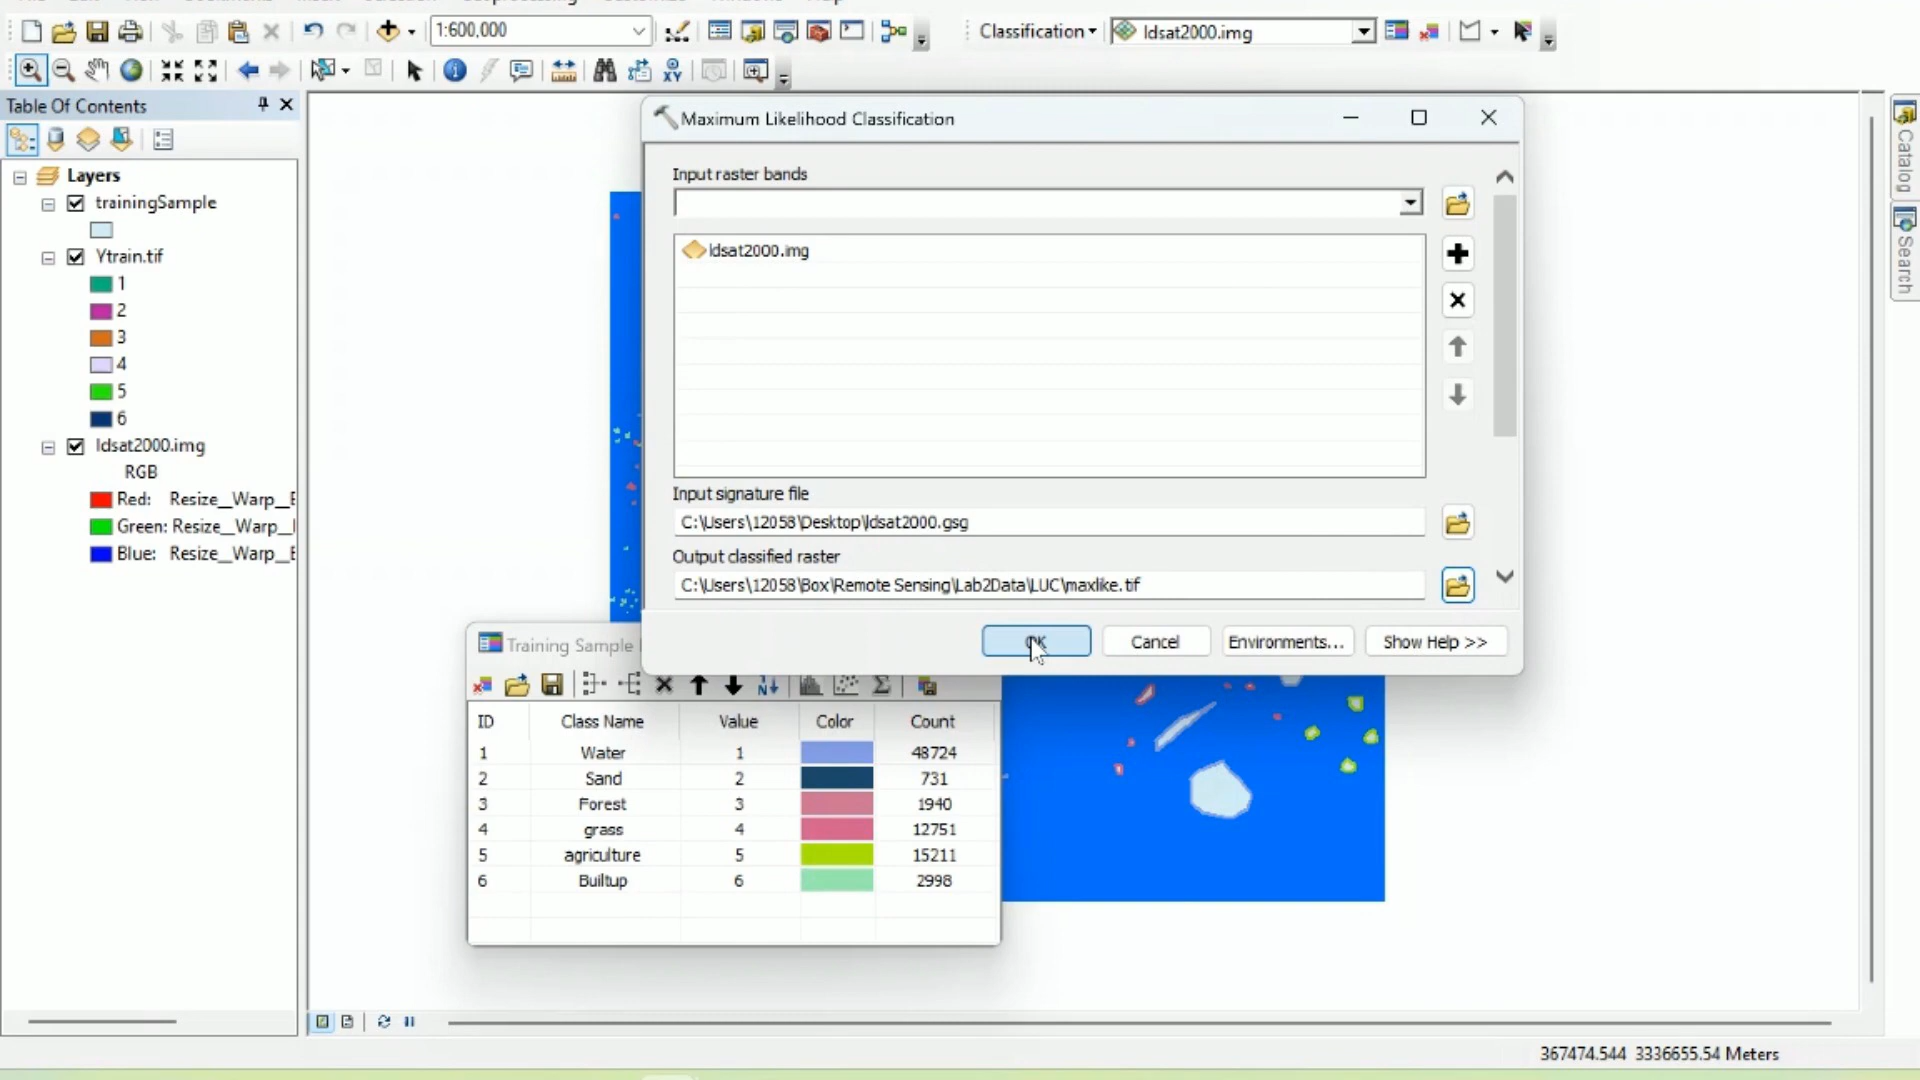 1:600,000
Classification
ldsat2000.img
Table Of Contents
Layers
trainingSample
Ytrain.tif
1
2
3
4
5
6
ldsat2000.img
RGB
Red: Resize_Warp_
Green: Resize_Warp_
Blue: Resize_Warp_
Maximum Likelihood Classification
Input raster bands
ldsat2000.img
Input signature file
C:\Users\12058\Desktop\ldsat2000.gsg
Output classified raster
C:\Users\12058\Box\Remote Sensing\Lab2Data\LUC\maxlike.tif
OK
Cancel
Environments...
Show Help >>
Training Sample
ID Class Name Value Color Count
1 Water 1 48724
2 Sand 2 731
3 Forest 3 1940
4 grass 4 12751
5 agriculture 5 15211
6 Builtup 6 2998
Catalog
Search
367474.544 3336655.54 Meters